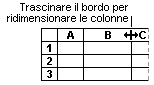 Trascinare il bordo per
ridimensionare le colonne
A B C
1
2
3